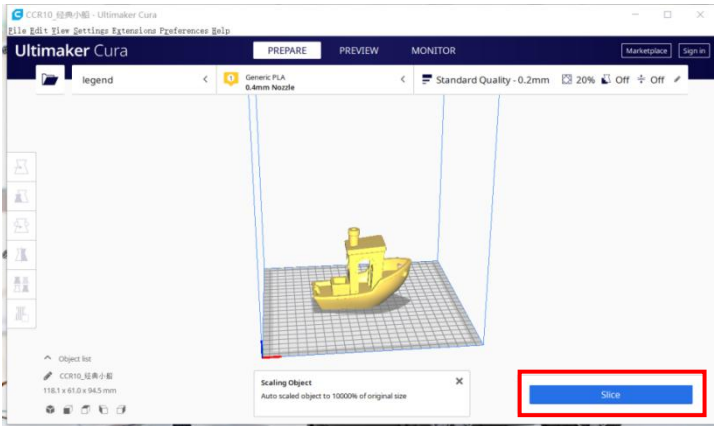 CCR10_经典小船 - Ultimaker Cura
File Edit View Settings Extensions Preferences Help
Ultimaker Cura PREPARE PREVIEW MONITOR Marketplace Sign in
legend
Generic PLA
0.4mm Nozzle
Standard Quality - 0.2mm 20% Off Off
Object list
CCR10_经典小船
118.1 x 61.0 x 94.5 mm
Scaling Object
Auto scaled object to 10000% of original size
Slice